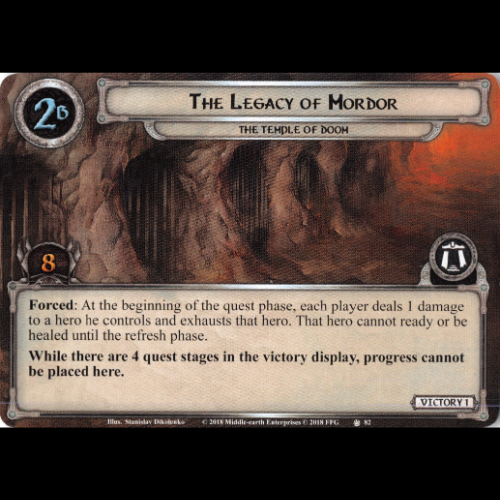 2B
THE LEGACY OF MORDOR
THE TEMPLE OF DOOM
8
Forced: At the beginning of the quest phase, each player deals 1 damage
to a hero he controls and exhausts that hero. That hero cannot ready or be
healed until the refresh phase.
While there are 4 quest stages in the victory display, progress cannot
be placed here.
VICTORY 1
Illus. Stanislav Dikolenko © 2018 Middle-earth Enterprises © 2018 FFG 82